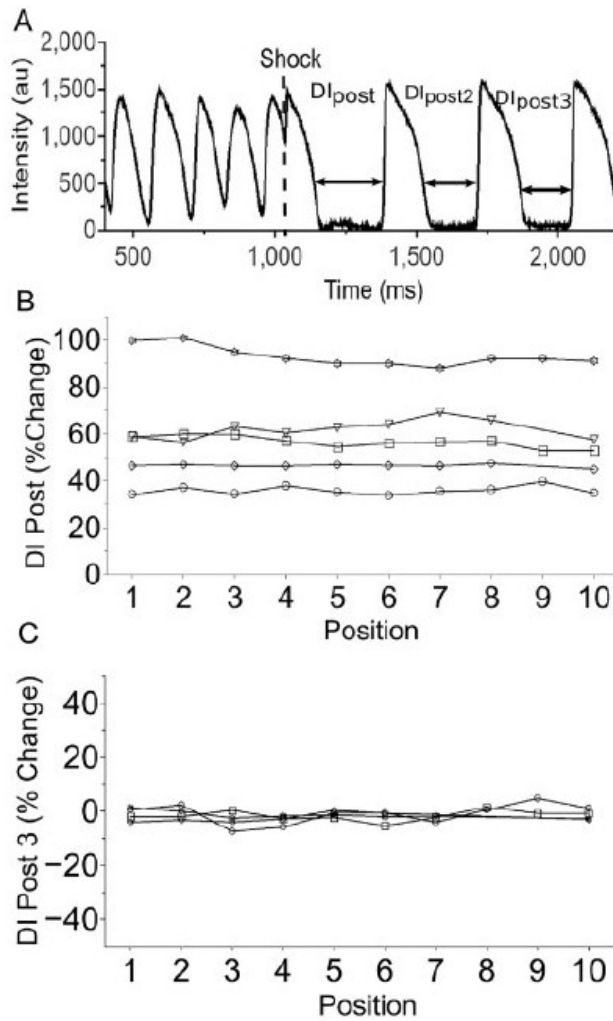 A
2,000
Shock
1,500
DIpost
DIpost2
DIpost3
1,000
500
0
Intensity (au)
500
1,000
1,500
2,000
Time (ms)
B
100
80
60
40
20
0
DI Post (%Change)
1 2 3 4 5 6 7 8 9 10
Position
C
40
20
0
−20
−40
DI Post 3 (% Change)
1 2 3 4 5 6 7 8 9 10
Position